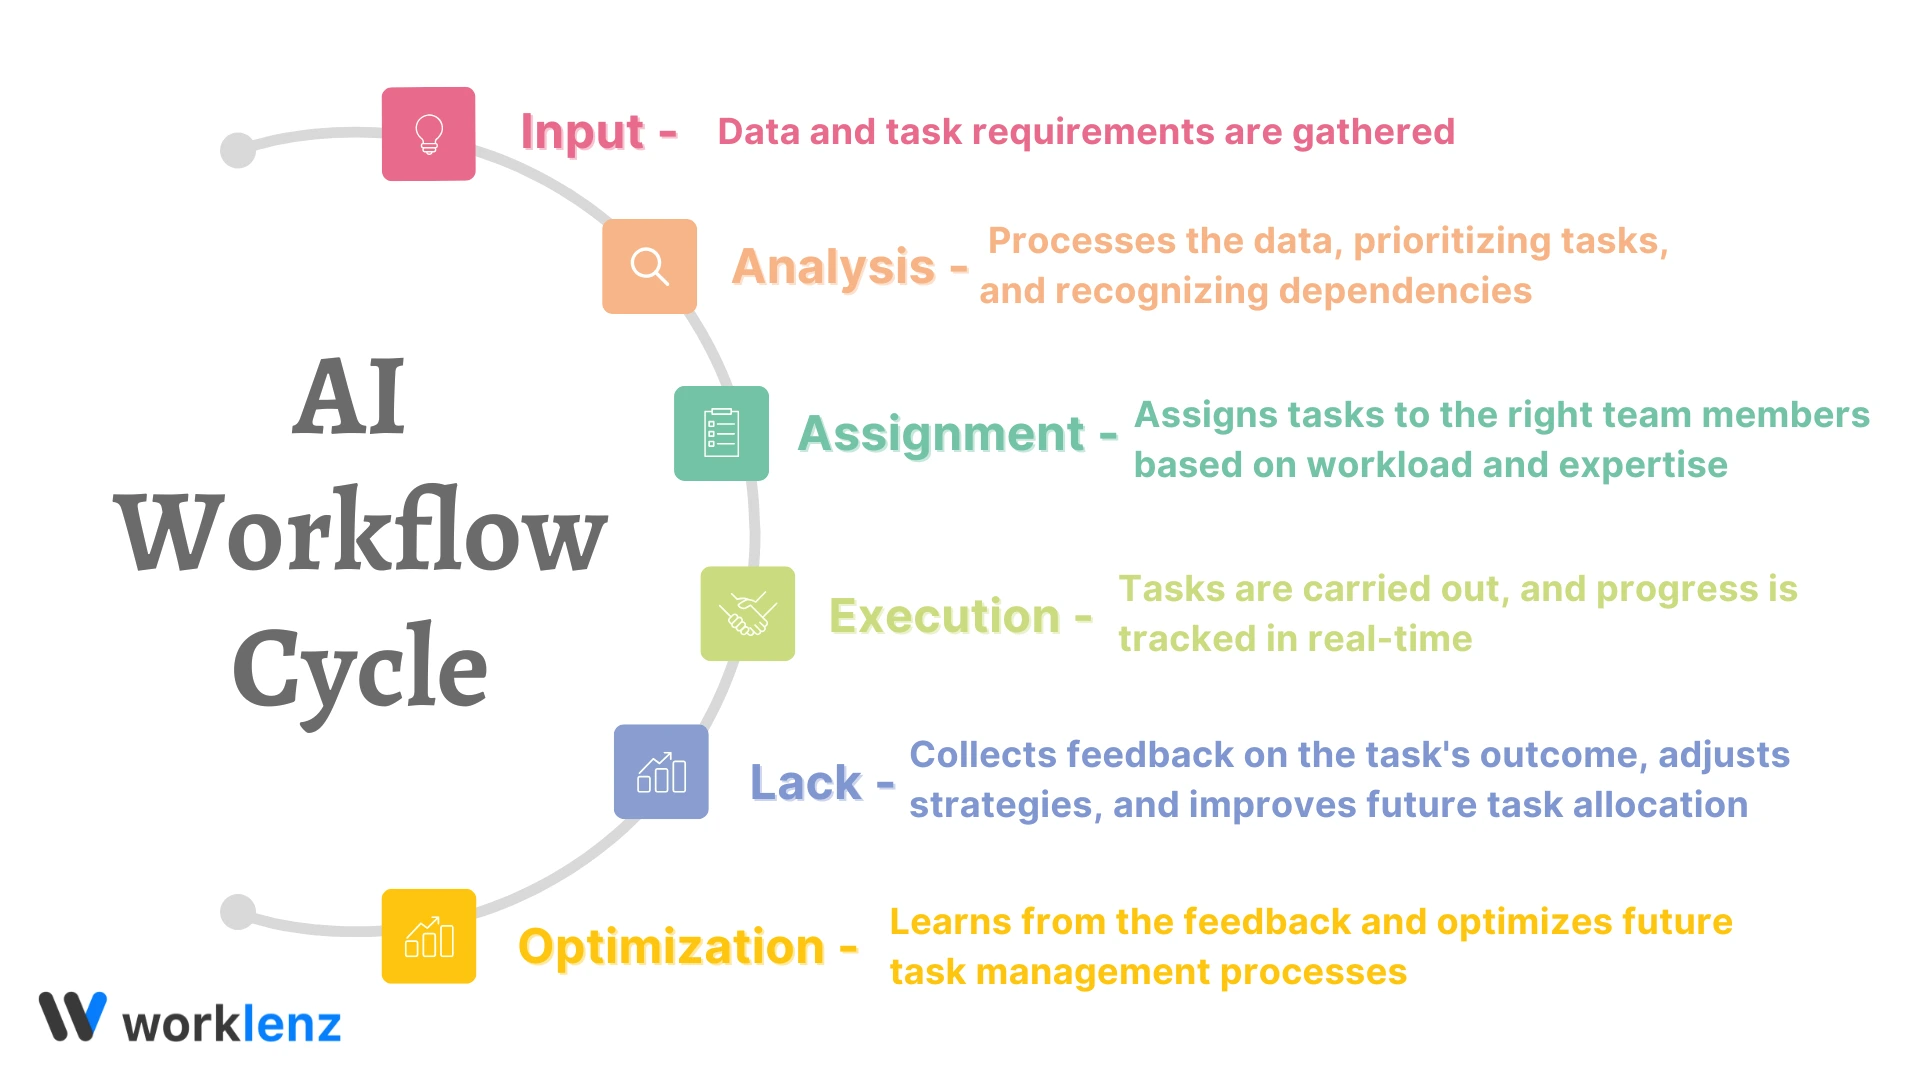 AI
Workflow
Cycle
Input - Data and task requirements are gathered
Analysis - Processes the data, prioritizing tasks,
and recognizing dependencies
Assignment - Assigns tasks to the right team members
based on workload and expertise
Execution - Tasks are carried out, and progress is
tracked in real-time
Lack - Collects feedback on the task's outcome, adjusts
strategies, and improves future task allocation
Optimization - Learns from the feedback and optimizes future
task management processes
worklenz